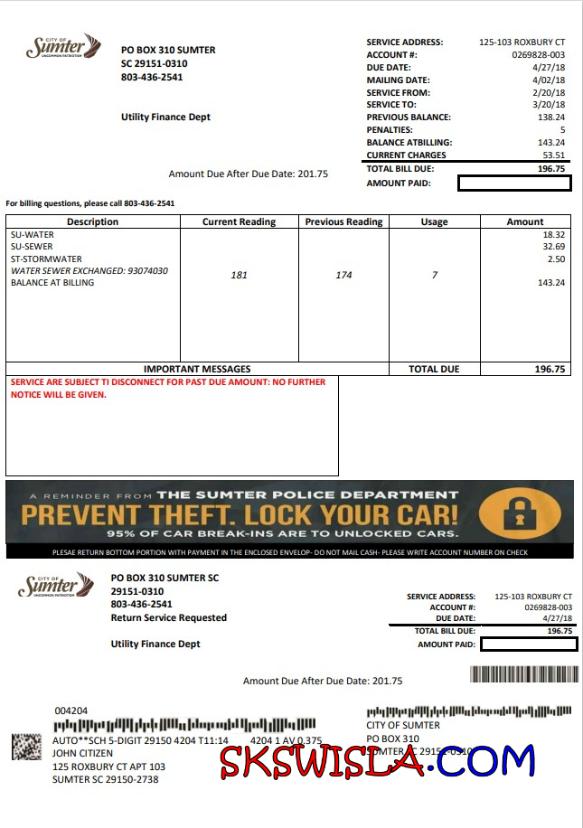 CITY OF
Sumter
UNCOMMON PATRIOTISM
PO BOX 310 SUMTER
SC 29151-0310
803-436-2541
Utility Finance Dept
SERVICE ADDRESS: 125-103 ROXBURY CT
ACCOUNT #: 0269828-003
DUE DATE: 4/27/18
MAILING DATE: 4/02/18
SERVICE FROM: 2/20/18
SERVICE TO: 3/20/18
PREVIOUS BALANCE: 138.24
PENALTIES: 5
BALANCE ATBILLING: 143.24
CURRENT CHARGES 53.51
TOTAL BILL DUE: 196.75
AMOUNT PAID:
Amount Due After Due Date: 201.75
For billing questions, please call 803-436-2541
Description Current Reading Previous Reading Usage Amount
SU-WATER 18.32
SU-SEWER 32.69
ST-STORMWATER 2.50
WATER SEWER EXCHANGED: 93074030 181 174 7
BALANCE AT BILLING 143.24
IMPORTANT MESSAGES TOTAL DUE 196.75
SERVICE ARE SUBJECT TI DISCONNECT FOR PAST DUE AMOUNT: NO FURTHER
NOTICE WILL BE GIVEN.
A REMINDER FROM THE SUMTER POLICE DEPARTMENT
PREVENT THEFT. LOCK YOUR CAR!
95% OF CAR BREAK-INS ARE TO UNLOCKED CARS.
PLESAE RETURN BOTTOM PORTION WITH PAYMENT IN THE ENCLOSED ENVELOP- DO NOT MAIL CASH- PLEASE WRITE ACCOUNT NUMBER ON CHECK
CITY OF
Sumter
UNCOMMON PATRIOTISM
PO BOX 310 SUMTER SC
29151-0310
803-436-2541
Return Service Requested
Utility Finance Dept
SERVICE ADDRESS: 125-103 ROXBURY CT
ACCOUNT #: 0269828-003
DUE DATE: 4/27/18
TOTAL BILL DUE: 196.75
AMOUNT PAID:
Amount Due After Due Date: 201.75
004204
AUTO**SCH 5-DIGIT 29150 4204 T11:14 4204 1 AV 0.375
JOHN CITIZEN
125 ROXBURY CT APT 103
SUMTER SC 29150-2738
CITY OF SUMTER
PO BOX 310
SUMTER SC 29151-0310
SKSWISLA.COM